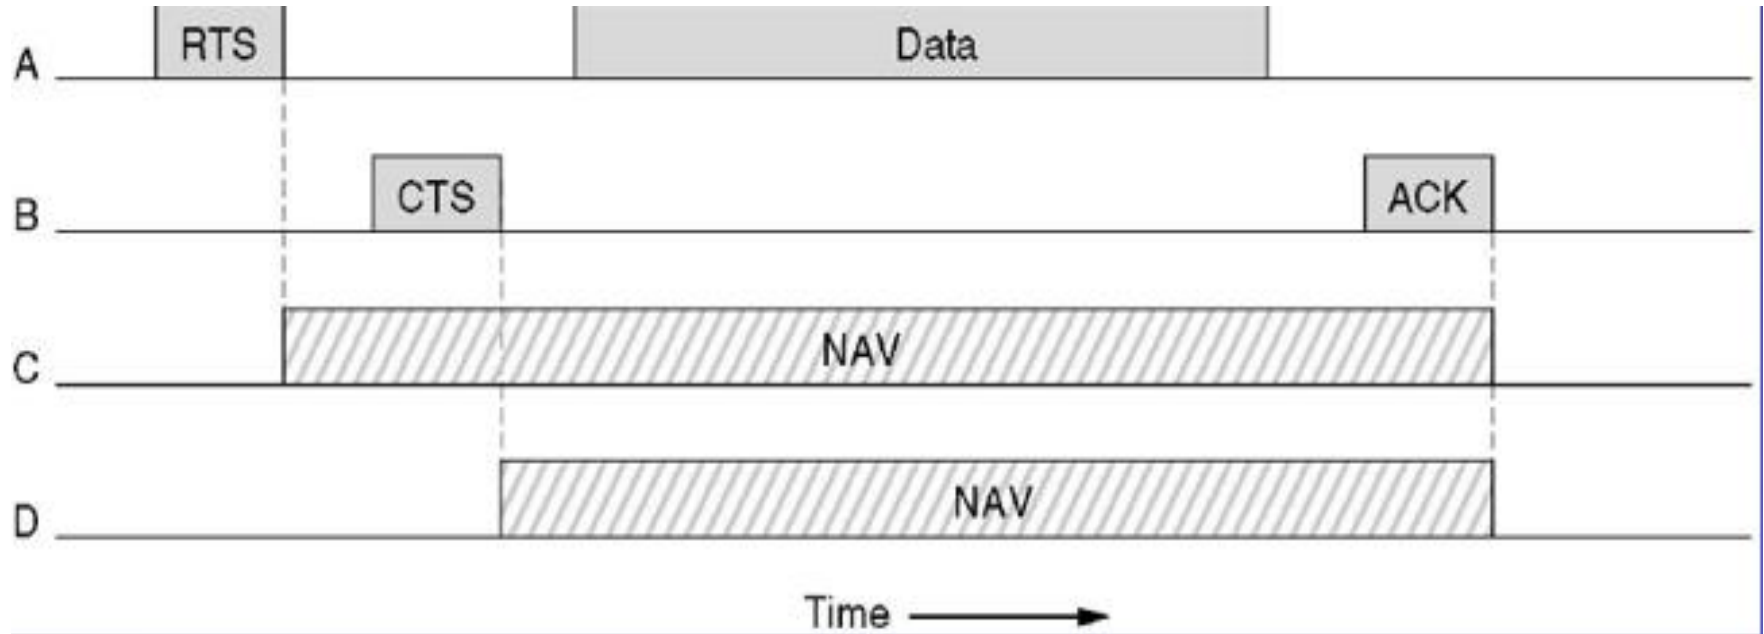 A RTS Data
B CTS ACK
C NAV
D NAV
Time